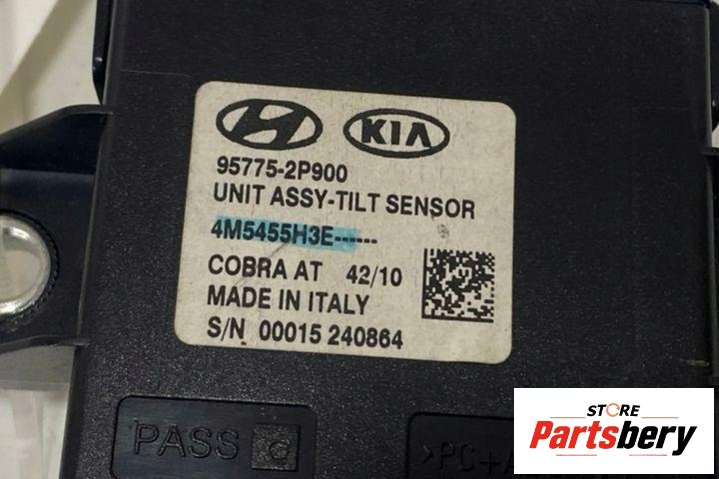 KIA
95775-2P900
UNIT ASSY-TILT SENSOR
4M5455H3E------
COBRA AT 42/10
MADE IN ITALY
S/N 00015 240864
PASS
>PC+A
STORE
Partsbery